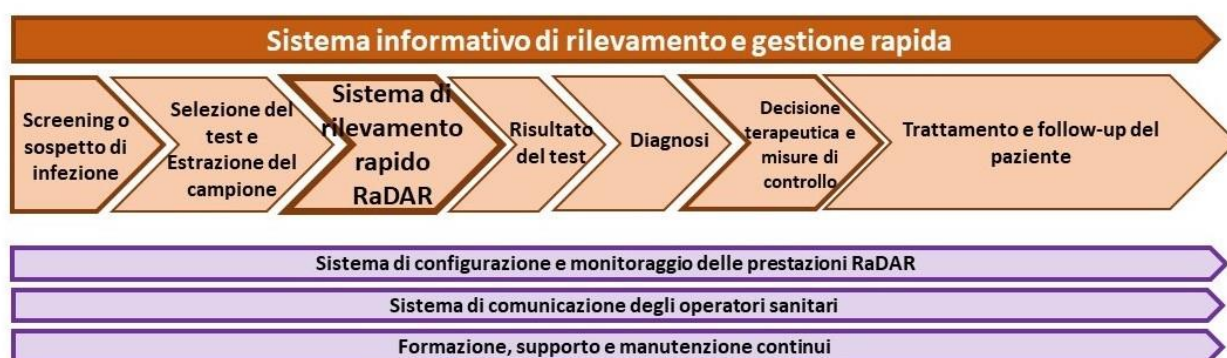 Sistema informativo di rilevamento e gestione rapida
Screening o
sospetto di
infezione
Selezione del
test e
Estrazione del
campione
Sistema di
rilevamento
rapido
RaDAR
Risultato
del test
Diagnosi
Decisione
terapeutica e
misure di
controllo
Trattamento e follow-up del
paziente
Sistema di configurazione e monitoraggio delle prestazioni RaDAR
Sistema di comunicazione degli operatori sanitari
Formazione, supporto e manutenzione continui